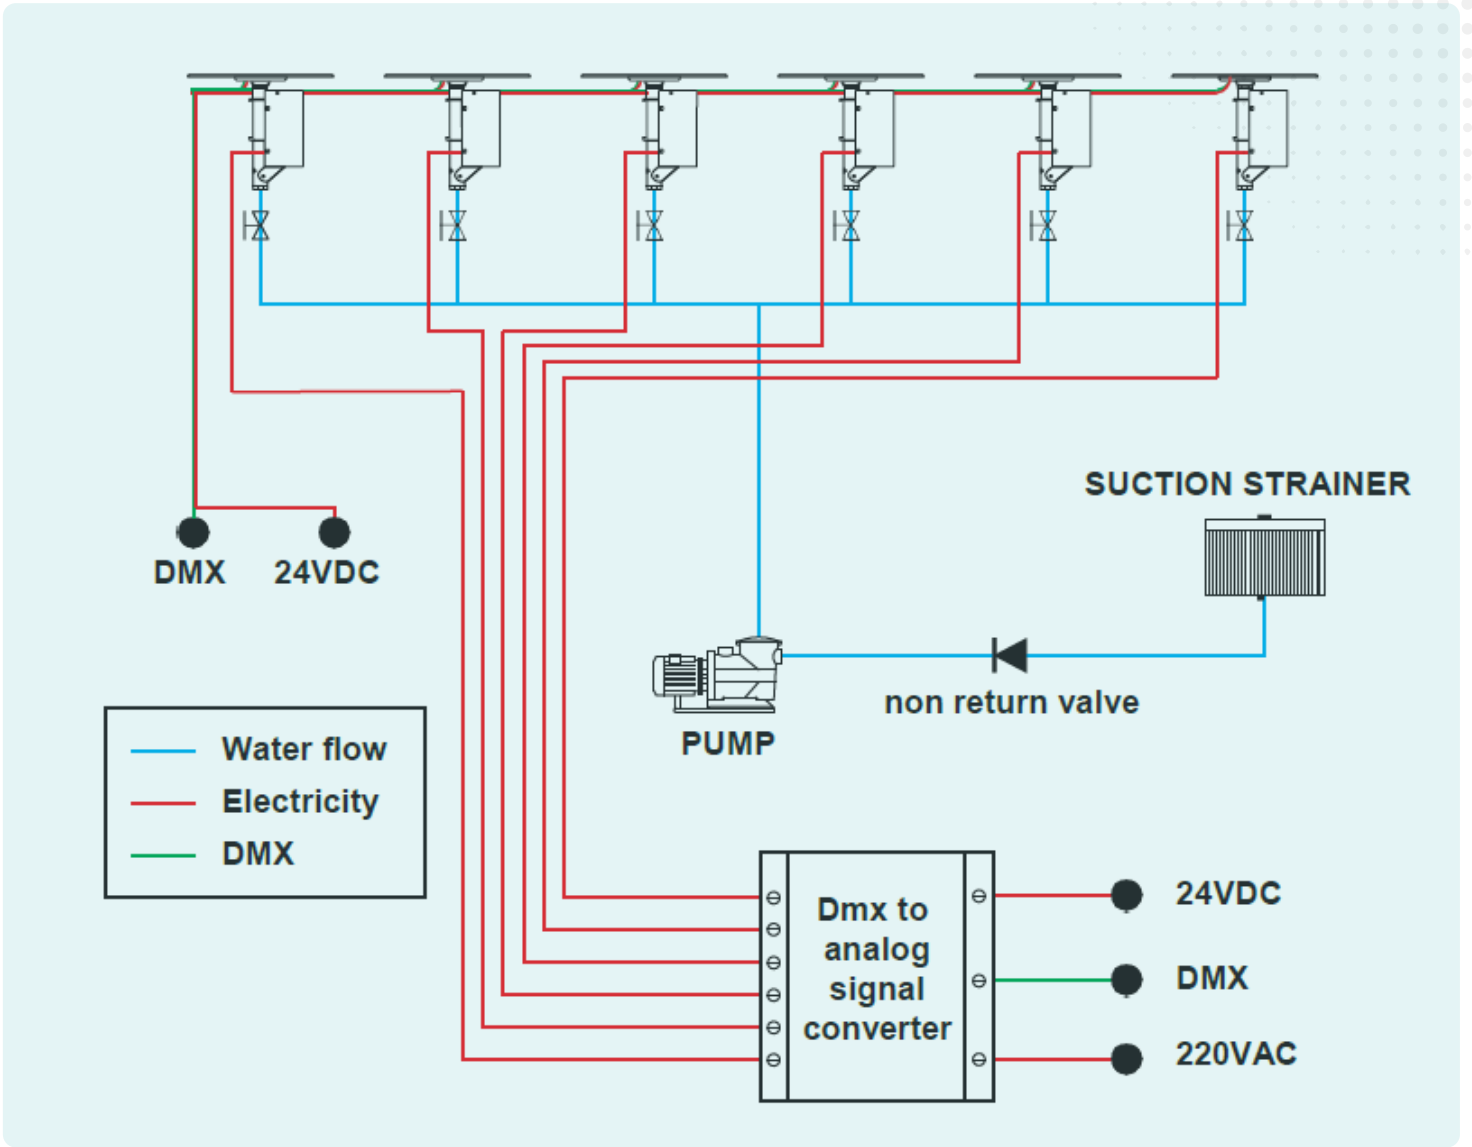 SUCTION STRAINER
DMX
24VDC
non return valve
PUMP
Water flow
Electricity
DMX
Dmx to
analog
signal
converter
24VDC
DMX
220VAC